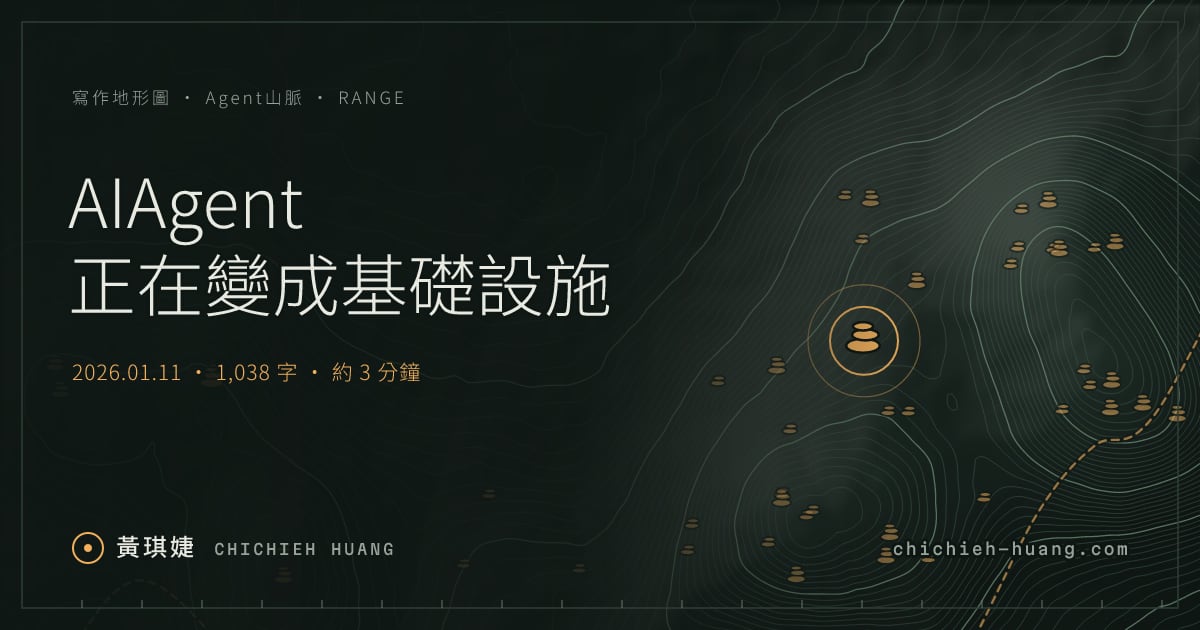 寫作地形圖 · Agent山脈 · RANGE
AIAgent
正在變成基礎設施
2026.01.11 · 1,038 字 · 約 3 分鐘
黃琪婕 CHICHIEH HUANG
chichieh-huang.com